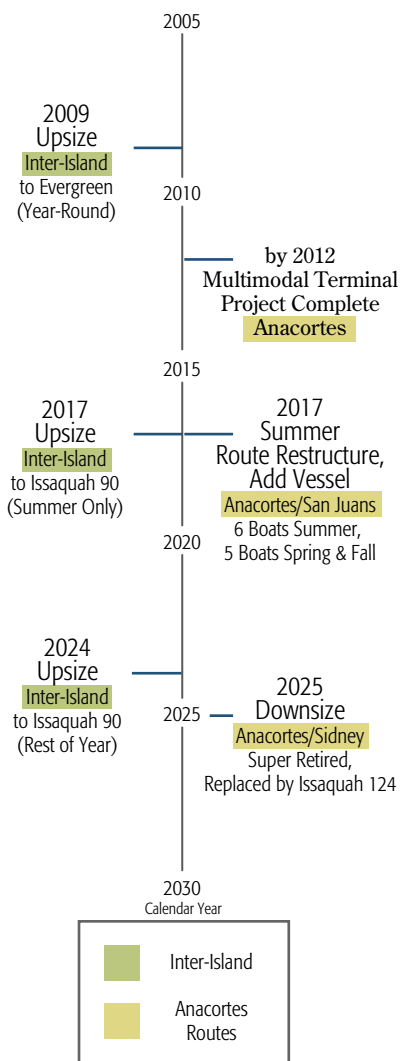 2005
2009
Upsize
Inter-Island
to Evergreen
(Year-Round)
2010
by 2012
Multimodal Terminal
Project Complete
Anacortes
2015
2017
Upsize
Inter-Island
to Issaquah 90
(Summer Only)
2017
Summer
Route Restructure,
Add Vessel
Anacortes/San Juans
6 Boats Summer,
5 Boats Spring & Fall
2020
2024
Upsize
Inter-Island
to Issaquah 90
(Rest of Year)
2025
2025
Downsize
Anacortes/Sidney
Super Retired,
Replaced by Issaquah 124
2030
Calendar Year
Inter-Island
Anacortes
Routes